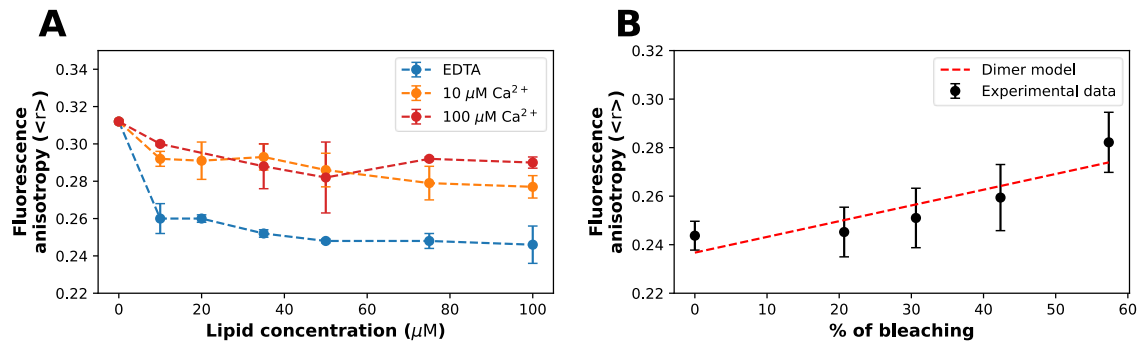 A
Fluorescence
anisotropy (<r>)
0.34
0.32
0.30
0.28
0.26
0.24
0.22
EDTA
10 μM Ca²⁺
100 μM Ca²⁺
0 20 40 60 80 100
Lipid concentration (μM)
B
Fluorescence
anisotropy (<r>)
0.32
0.30
0.28
0.26
0.24
0.22
Dimer model
Experimental data
0 10 20 30 40 50 60
% of bleaching